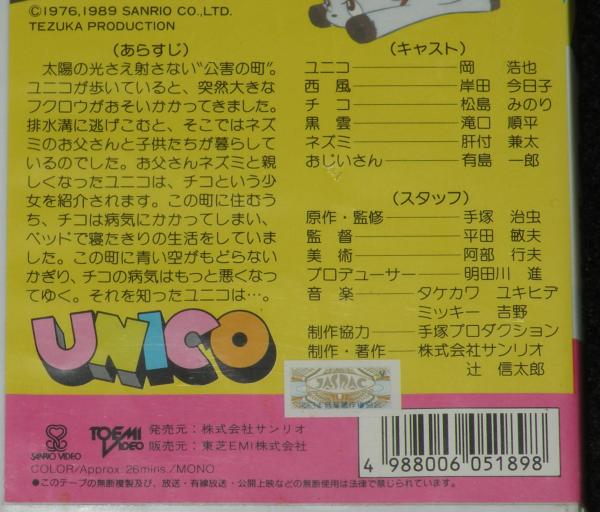 ©1976,1989 SANRIO CO.,LTD.
TEZUKA PRODUCTION
(あらすじ)
太陽の光さえ射さない"公害の町"。
ユニコが歩いていると、突然大きな
フクロウがおそいかかってきました。
排水溝に逃げこむと、そこではネズ
ミのお父さんと子供たちが暮らして
いるのでした。お父さんネズミと親
しくなったユニコは、チコという少
女を紹介されます。この町に住むう
ち、チコは病気にかかってしまい、
ベッドで寝たきりの生活をしていま
した。この町に青い空がもどらない
かぎり、チコの病気はもっと悪くなっ
てゆく。それを知ったユニコは…。
(キャスト)
ユニコ――岡 浩也
西風――岸田 今日子
チコ――松島 みのり
黒雲――滝口 順平
ネズミ――肝付 兼太
おじいさん――有島 一郎
(スタッフ)
原作・監修――手塚 治虫
監督――平田 敏夫
美術――阿部 行夫
プロデューサー――明田川 進
音楽――タケカワ ユキヒデ
ミッキー 吉野
制作協力――手塚プロダクション
制作・著作――株式会社サンリオ
辻 信太郎
UNICO
JASRAC
SANRIO VIDEO
TOEMI VIDEO
発売元：株式会社サンリオ
販売元：東芝EMI株式会社
COLOR/Approx.26mins./MONO
●このテープの無断複製及び、放送・有線放送・公開上映などの無断使用は法律で禁じられています。
4 988006 051898